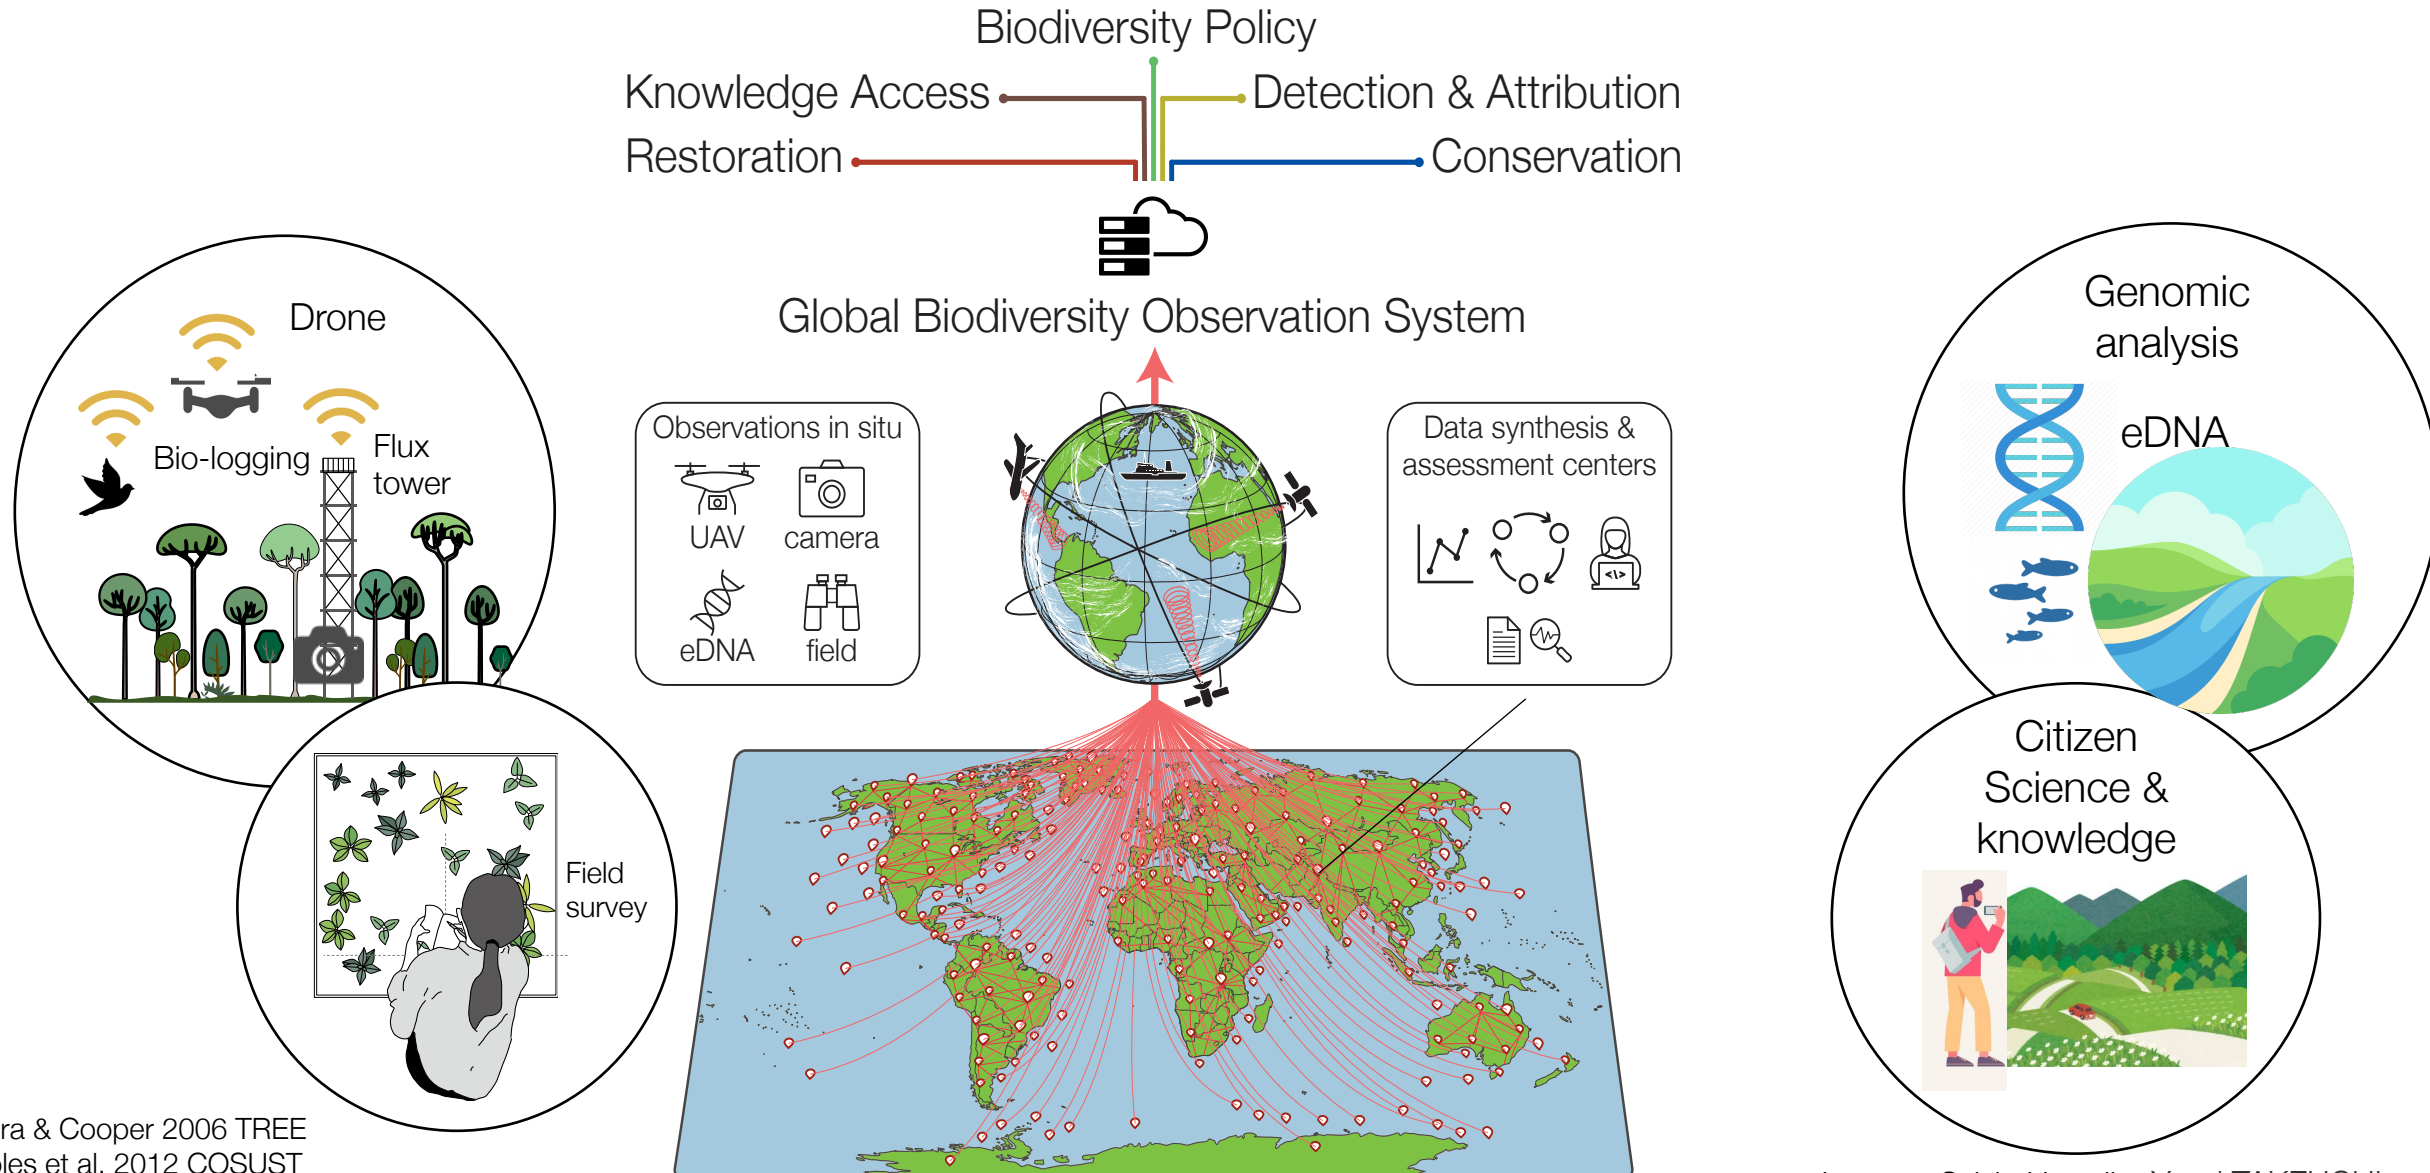 Biodiversity Policy
Knowledge Access
Detection & Attribution
Restoration
Conservation
Global Biodiversity Observation System
Drone
Bio-logging
Flux
tower
Field
survey
Observations in situ
UAV
camera
eDNA
field
Data synthesis &
assessment centers
</>
Genomic
analysis
eDNA
Citizen
Science &
knowledge
& Cooper 2006 TREE
et al. 2012 COSUST